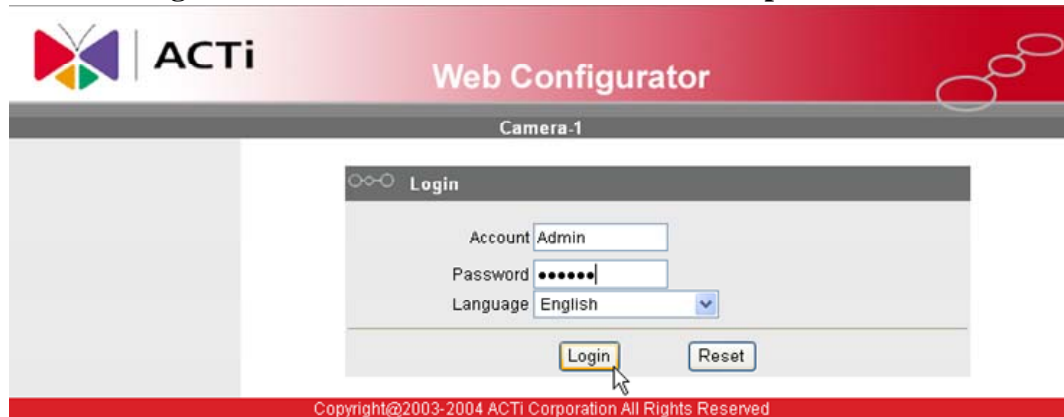 ACTi
Web Configurator
Camera-1
Login
Account Admin
Password ••••••
Language English
Login Reset
Copyright@2003-2004 ACTi Corporation All Rights Reserved